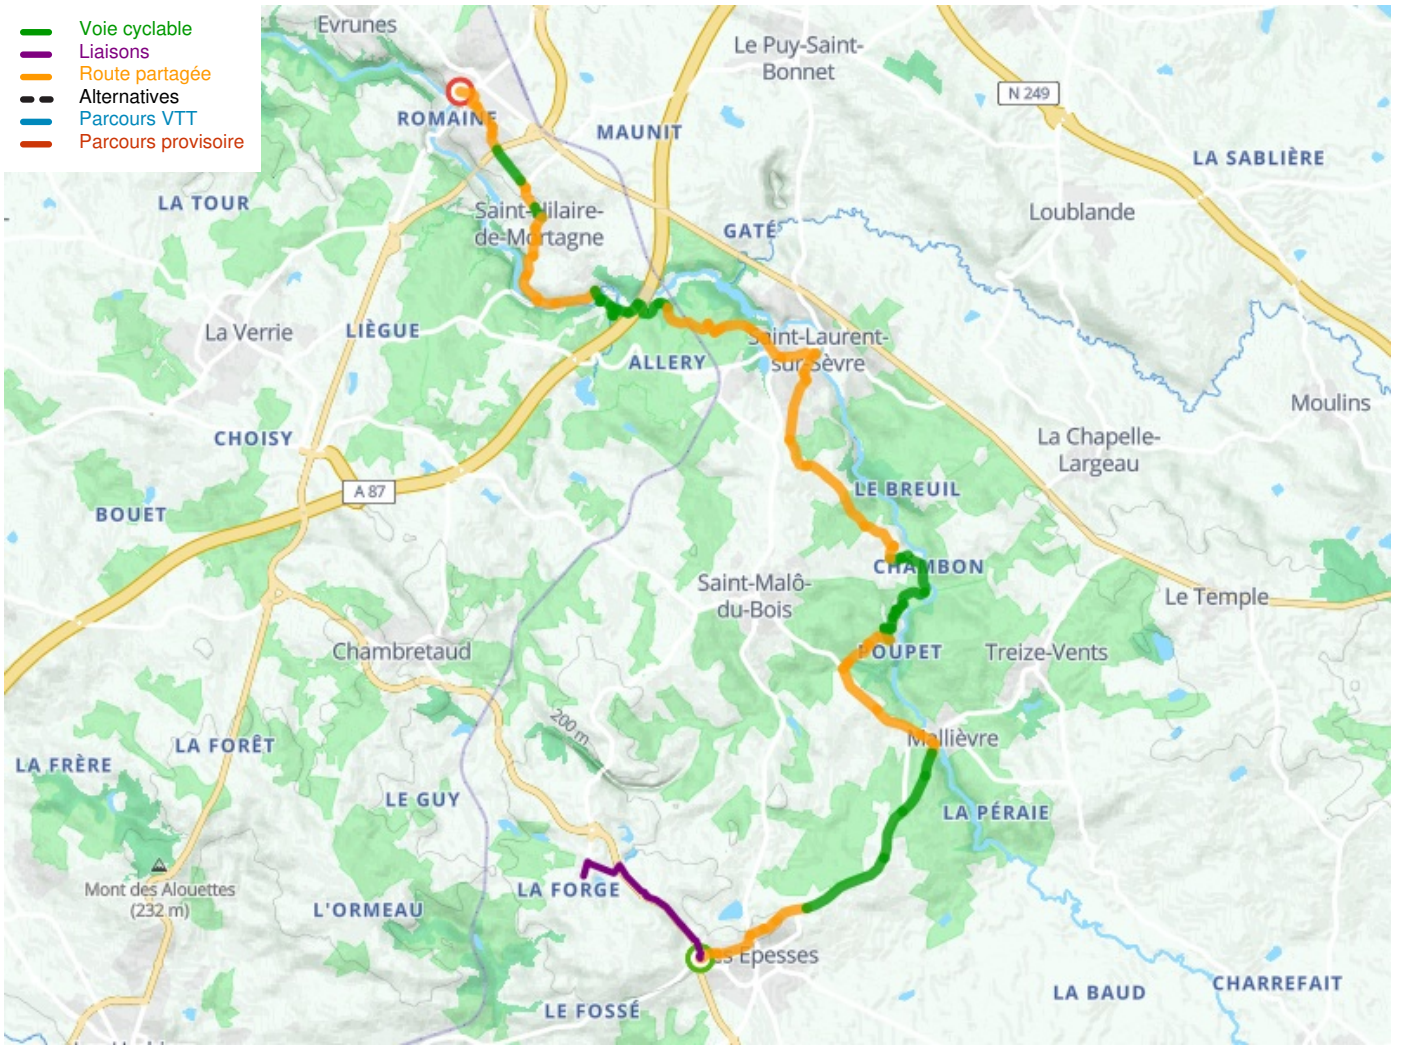 Voie cyclable
Liaisons
Route partagée
Alternatives
Parcours VTT
Parcours provisoire
Evrunes
Le Puy-Saint-
Bonnet
N 249
ROMAINE
MAUNIT
LA SABLIÈRE
LA TOUR
Saint-Hilaire-
de-Mortagne
GATÉ
Loublande
La Verrie
LIÈGUE
ALLERY
Saint-Laurent-
sur-Sèvre
Moulins
CHOISY
La Chapelle-
Largeau
A 87
LE BREUIL
BOUET
CHAMBON
Saint-Malô-
du-Bois
Le Temple
Chambretaud
POUPET
Treize-Vents
200 m
LA FORÊT
Mallièvre
LA FRÈRE
LE GUY
LA PÉRAIE
Mont des Alouettes
(232 m)
LA FORGE
L'ORMEAU
Les Epesses
LE FOSSÉ
LA BAUD
CHARREFAIT